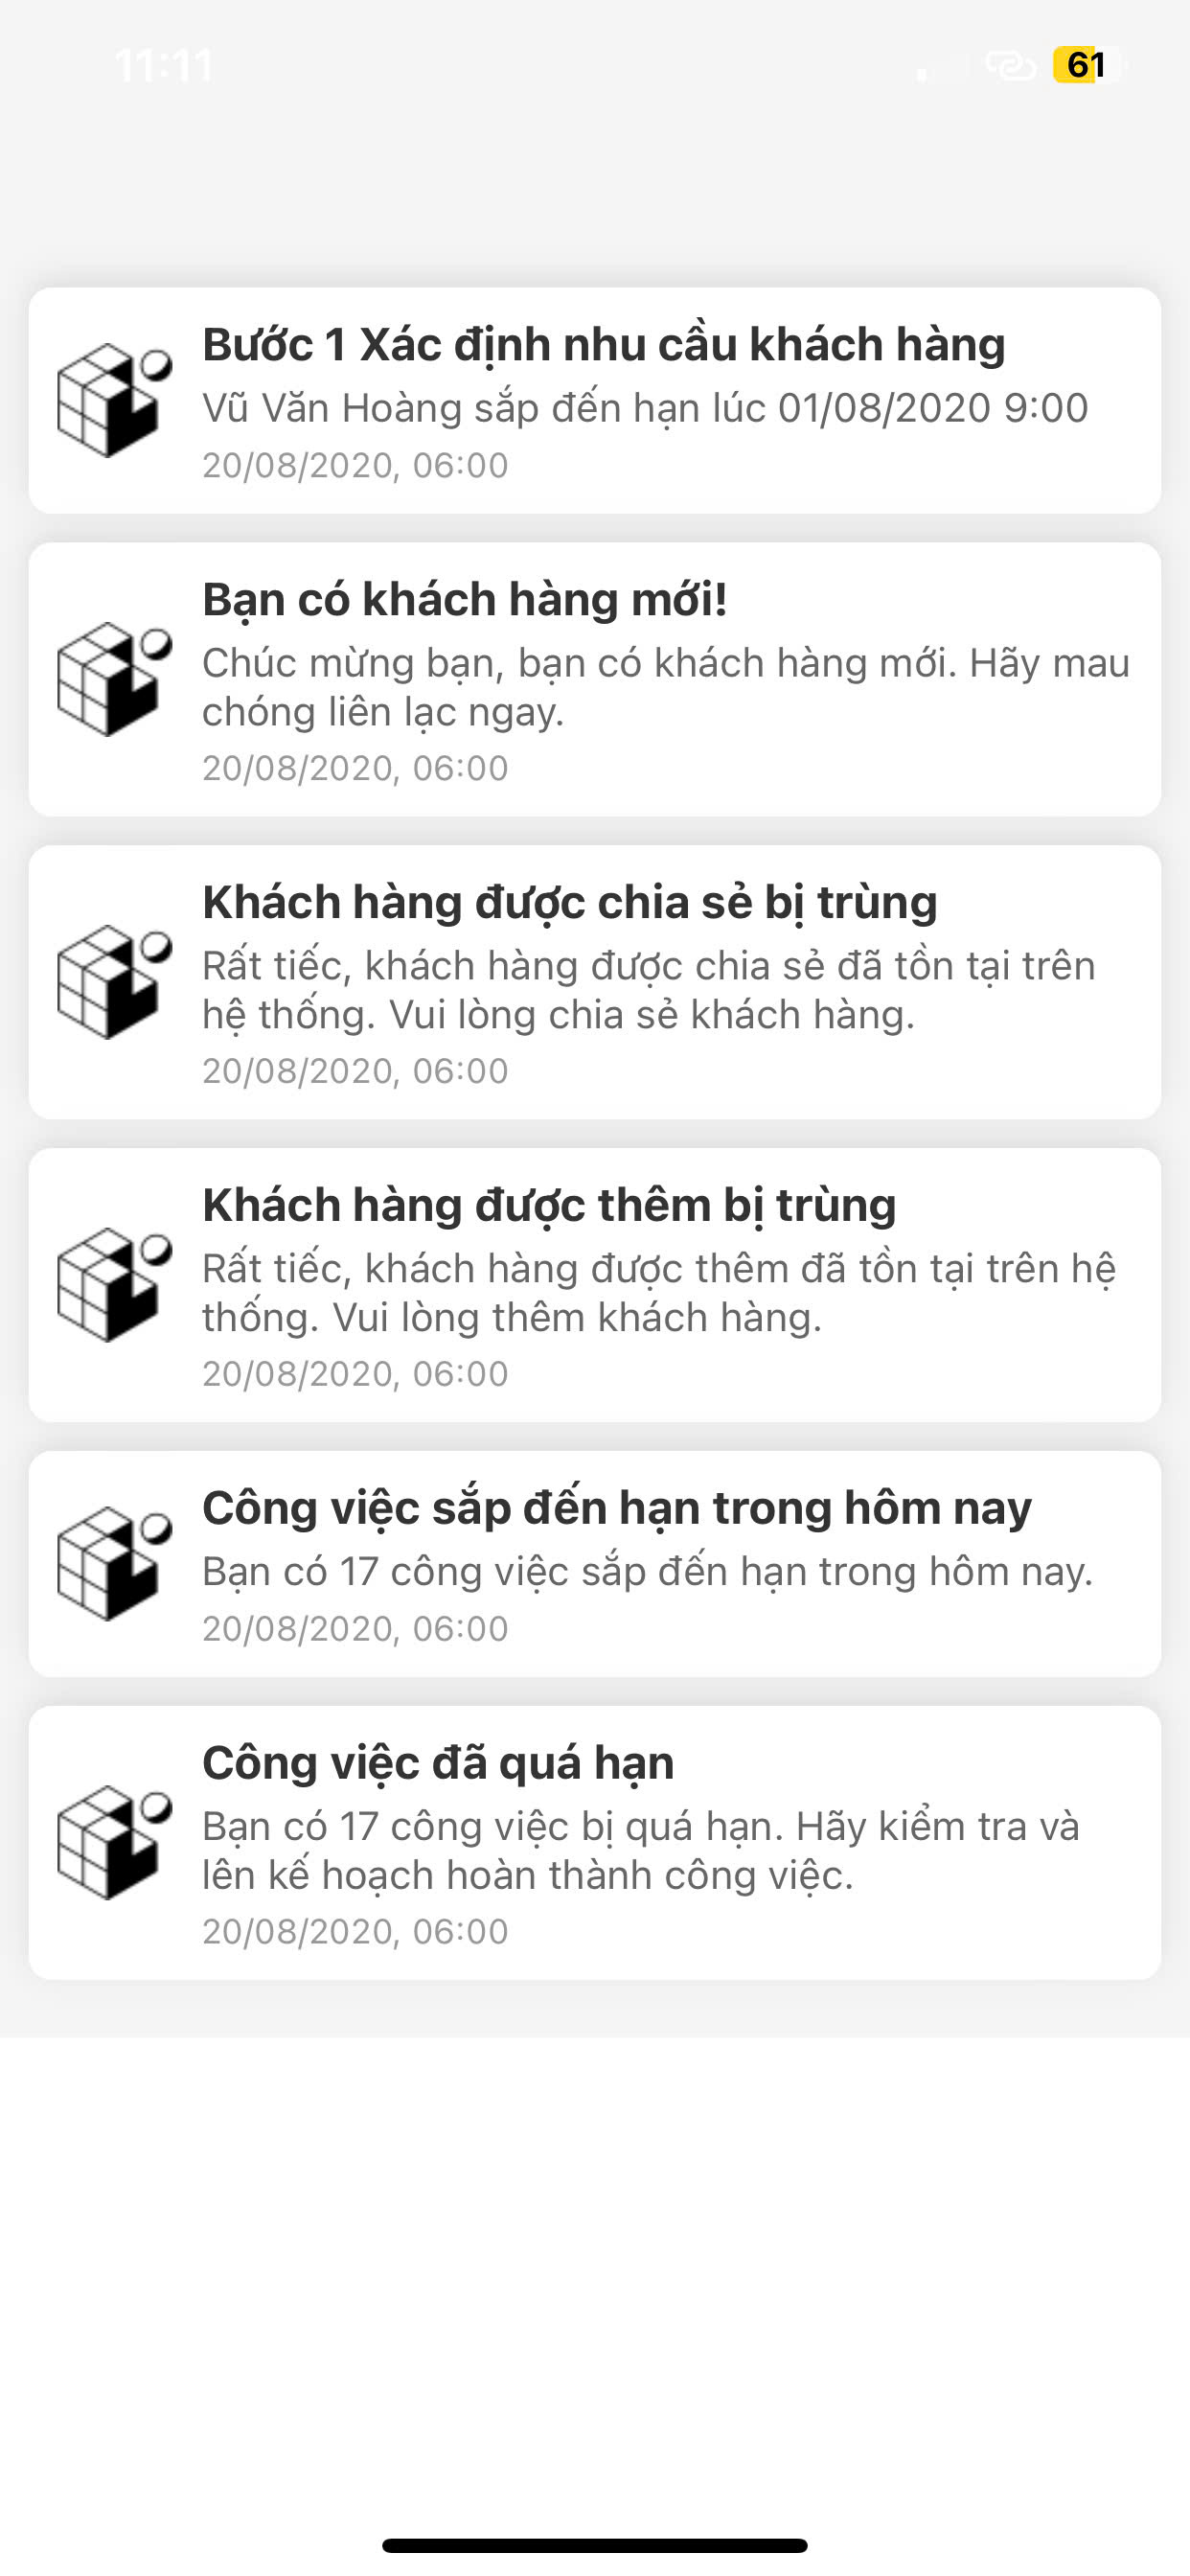 11:11
61
Bước 1 Xác định nhu cầu khách hàng
Vũ Văn Hoàng sắp đến hạn lúc 01/08/2020 9:00
20/08/2020, 06:00
Bạn có khách hàng mới!
Chúc mừng bạn, bạn có khách hàng mới. Hãy mau
chóng liên lạc ngay.
20/08/2020, 06:00
Khách hàng được chia sẻ bị trùng
Rất tiếc, khách hàng được chia sẻ đã tồn tại trên
hệ thống. Vui lòng chia sẻ khách hàng.
20/08/2020, 06:00
Khách hàng được thêm bị trùng
Rất tiếc, khách hàng được thêm đã tồn tại trên hệ
thống. Vui lòng thêm khách hàng.
20/08/2020, 06:00
Công việc sắp đến hạn trong hôm nay
Bạn có 17 công việc sắp đến hạn trong hôm nay.
20/08/2020, 06:00
Công việc đã quá hạn
Bạn có 17 công việc bị quá hạn. Hãy kiểm tra và
lên kế hoạch hoàn thành công việc.
20/08/2020, 06:00